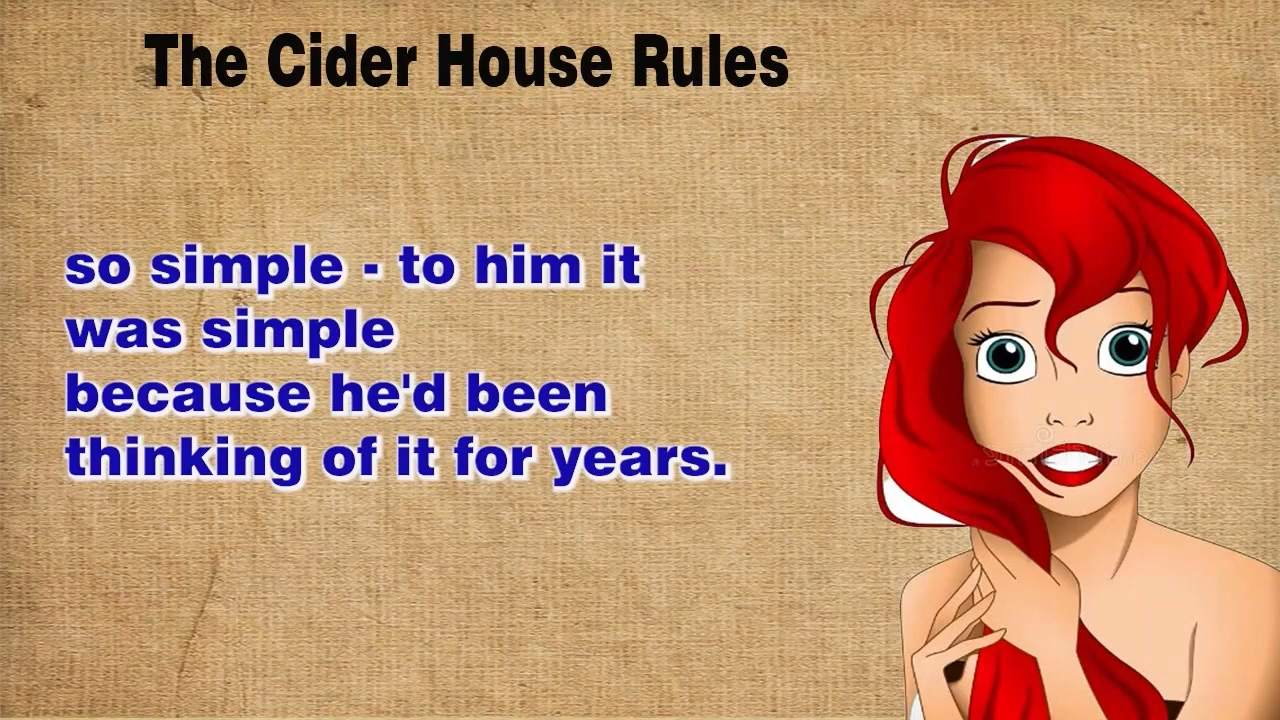 The Cider House Rules
so simple - to him it
was simple
because he'd been
thinking of it for years.